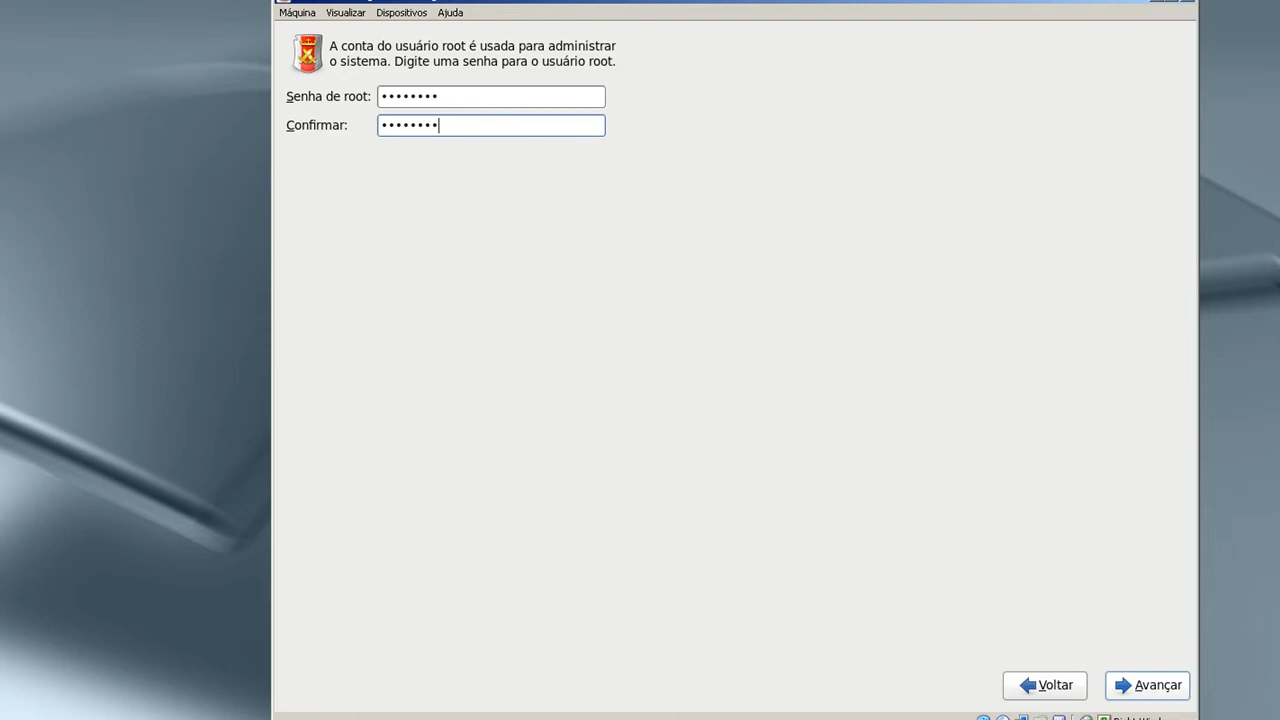 Máquina Visualizar Dispositivos Ajuda
A conta do usuário root é usada para administrar
o sistema. Digite uma senha para o usuário root.
Senha de root: ••••••••
Confirmar: ••••••••
Voltar Avançar